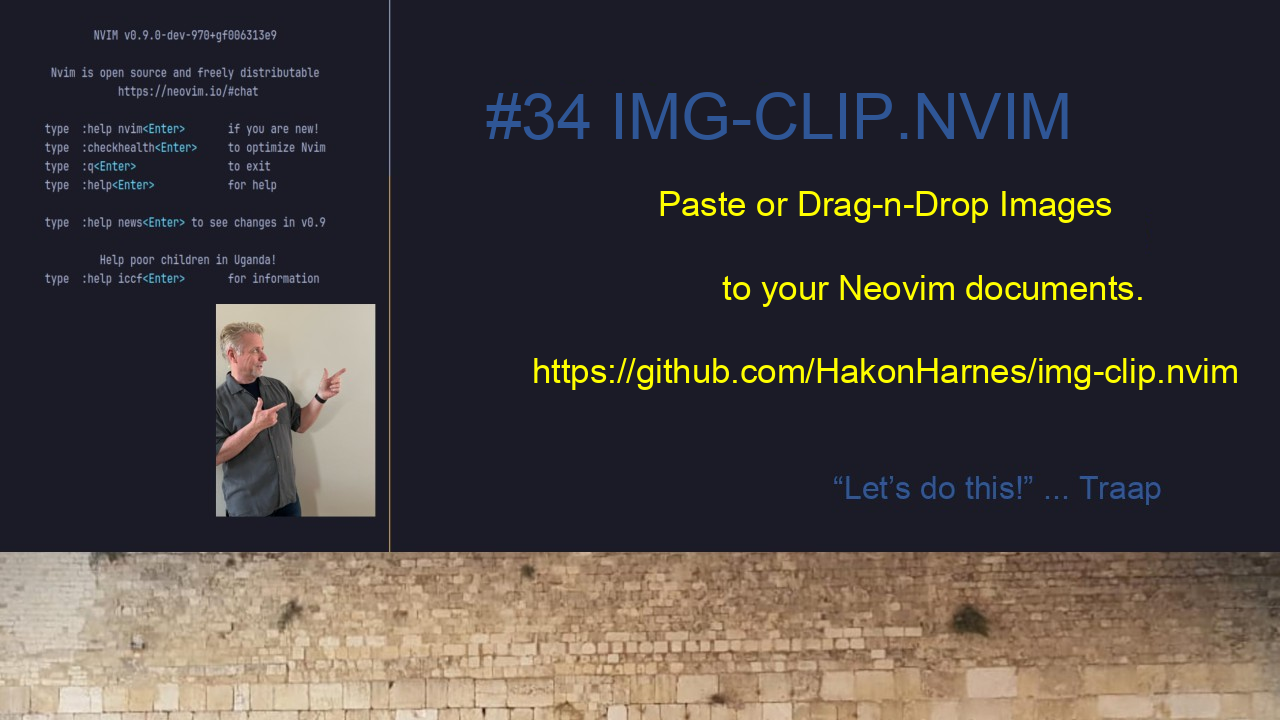 NVIM v0.9.0-dev-970+gf006313e9
Nvim is open source and freely distributable
https://neovim.io/#chat
type :help nvim<Enter> if you are new!
type :checkhealth<Enter> to optimize Nvim
type :q<Enter> to exit
type :help<Enter> for help
type :help news<Enter> to see changes in v0.9
Help poor children in Uganda!
type :help iccf<Enter> for information
#34 IMG-CLIP.NVIM
Paste or Drag-n-Drop Images
to your Neovim documents.
https://github.com/HakonHarnes/img-clip.nvim
“Let’s do this!” ... Traap